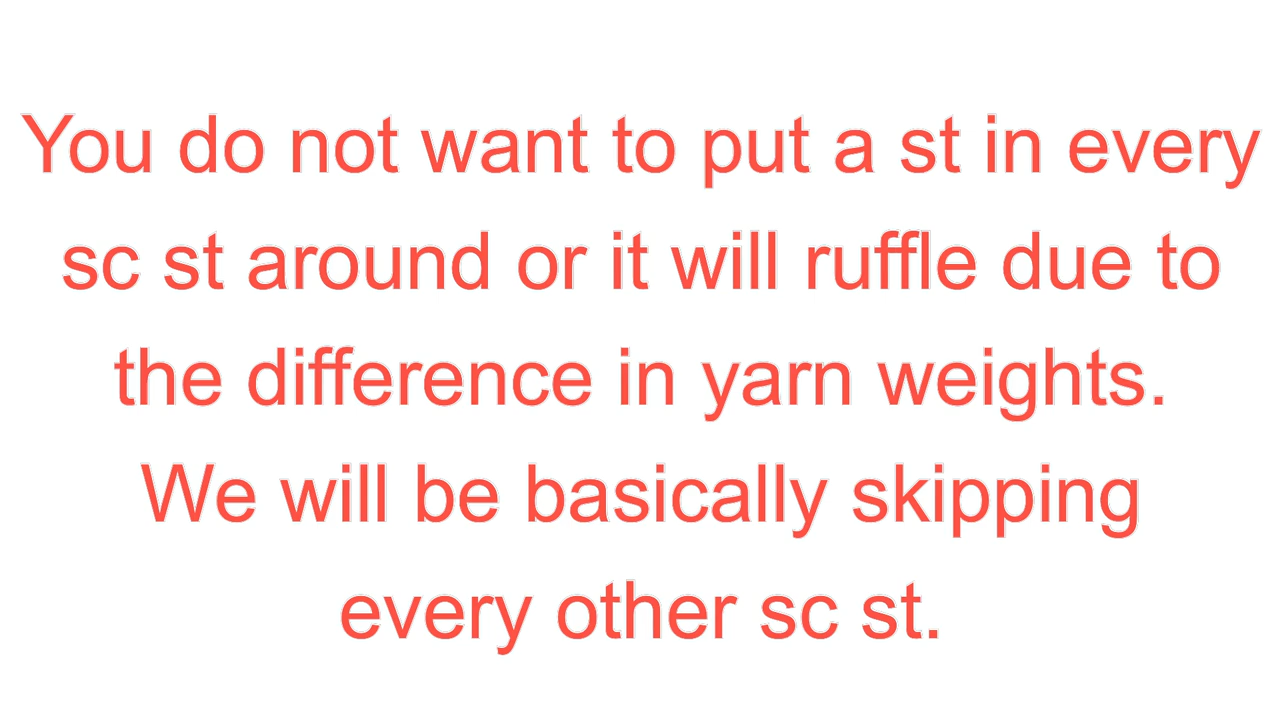 You do not want to put a st in every
sc st around or it will ruffle due to
the difference in yarn weights.
We will be basically skipping
every other sc st.